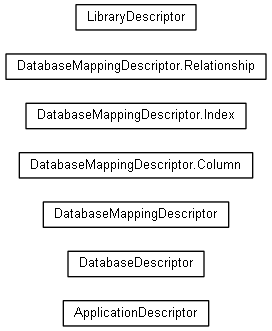 LibraryDescriptor
DatabaseMappingDescriptor.Relationship
DatabaseMappingDescriptor.Index
DatabaseMappingDescriptor.Column
DatabaseMappingDescriptor
DatabaseDescriptor
ApplicationDescriptor